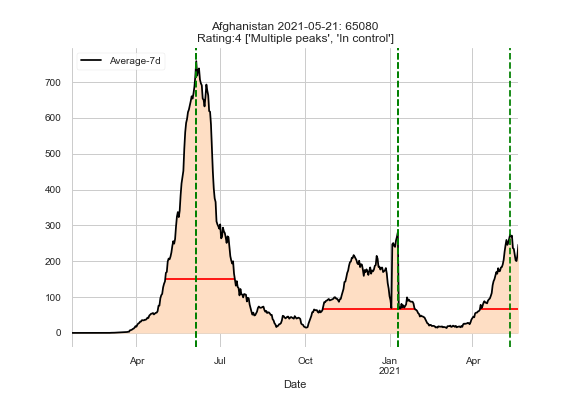 Afghanistan 2021-05-21: 65080
Rating:4 ['Multiple peaks', 'In control']
Average-7d
700
600
500
400
300
200
100
0
Apr Jul Oct Jan Apr
2021
Date